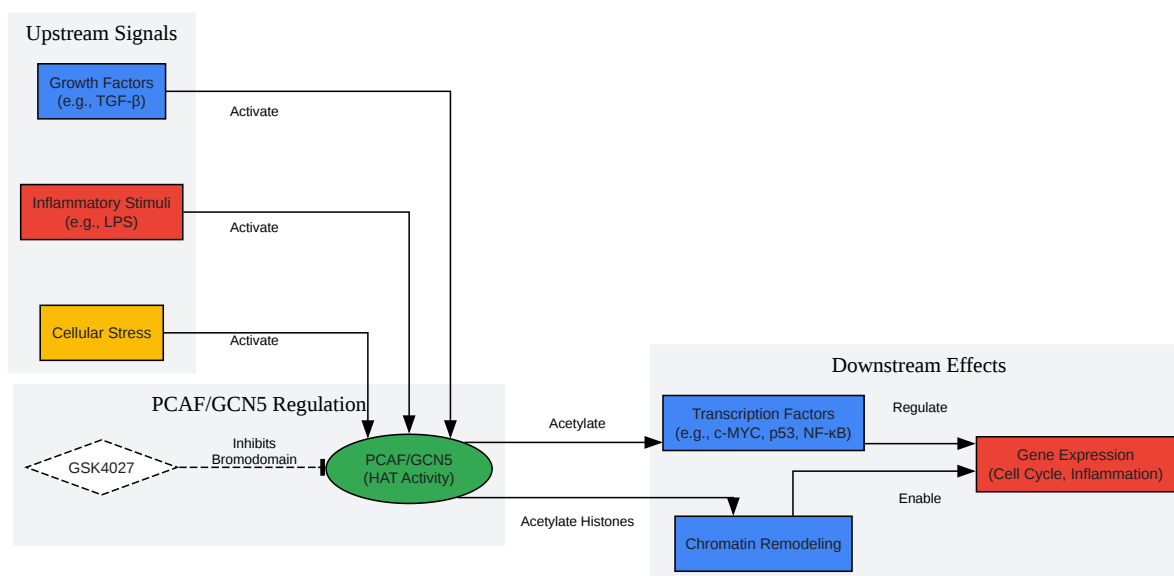 Upstream Signals
Growth Factors
(e.g., TGF-β)
Activate
Inflammatory Stimuli
(e.g., LPS)
Activate
Cellular Stress
Activate
PCAF/GCN5 Regulation
GSK4027
Inhibits
Bromodomain
PCAF/GCN5
(HAT Activity)
Acetylate
Acetylate Histones
Downstream Effects
Transcription Factors
(e.g., c-MYC, p53, NF-κB)
Regulate
Gene Expression
(Cell Cycle, Inflammation)
Enable
Chromatin Remodeling